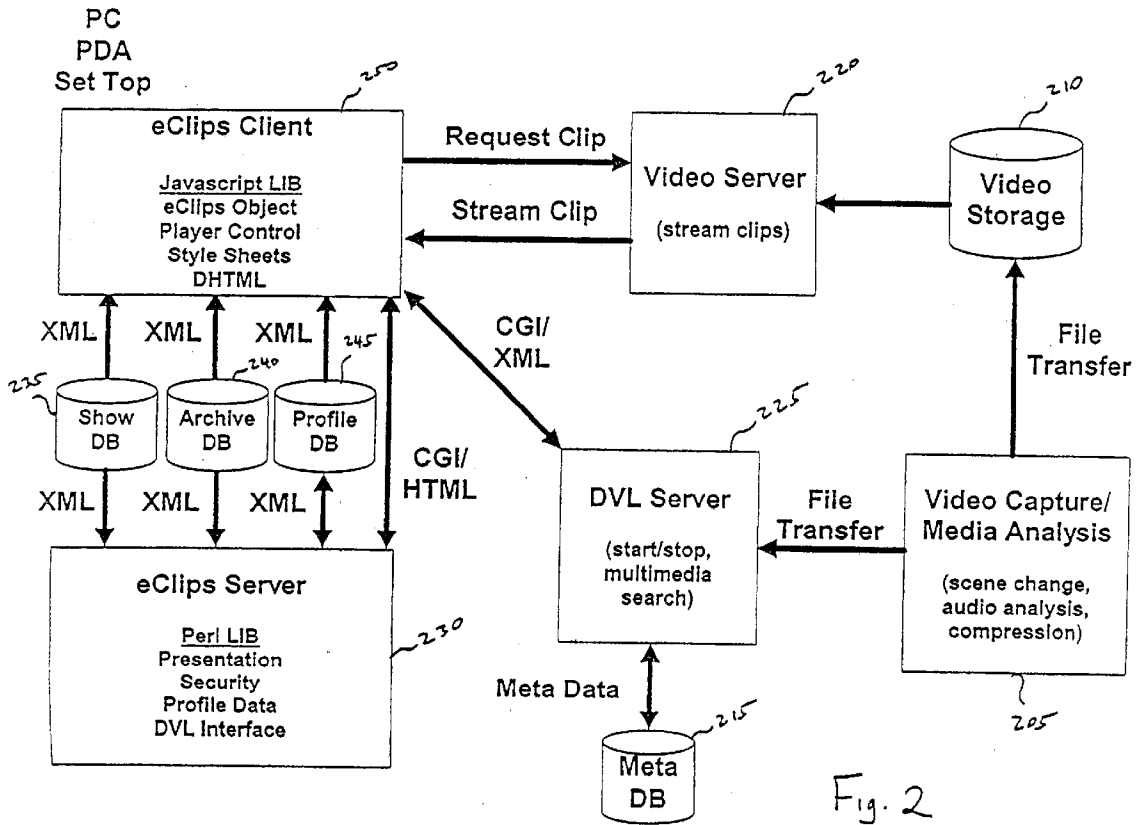 PC
PDA
Set Top
250
eClips Client
Javascript LIB
eClips Object
Player Control
Style Sheets
DHTML
Request Clip
Stream Clip
220
Video Server
(stream clips)
210
Video
Storage
XML
XML
XML
CGI/
XML
File
Transfer
235
Show
DB
240
Archive
DB
245
Profile
DB
XML
XML
XML
CGI/
HTML
225
DVL Server
(start/stop,
multimedia
search)
File
Transfer
Video Capture/
Media Analysis
(scene change,
audio analysis,
compression)
205
eClips Server
Perl LIB
Presentation
Security
Profile Data
DVL Interface
230
Meta Data
215
Meta
DB
Fig. 2